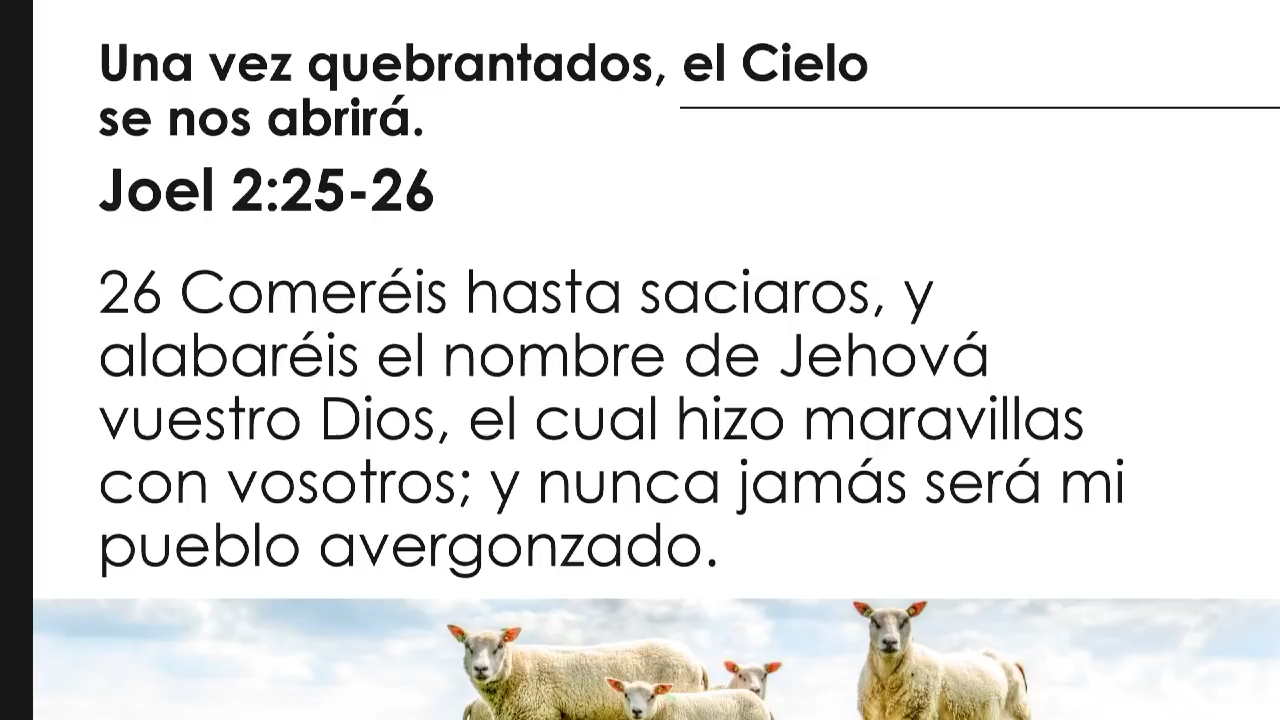 Una vez quebrantados, el Cielo
se nos abrirá.
Joel 2:25-26
26 Comeréis hasta saciaros, y
alabaréis el nombre de Jehová
vuestro Dios, el cual hizo maravillas
con vosotros; y nunca jamás será mi
pueblo avergonzado.